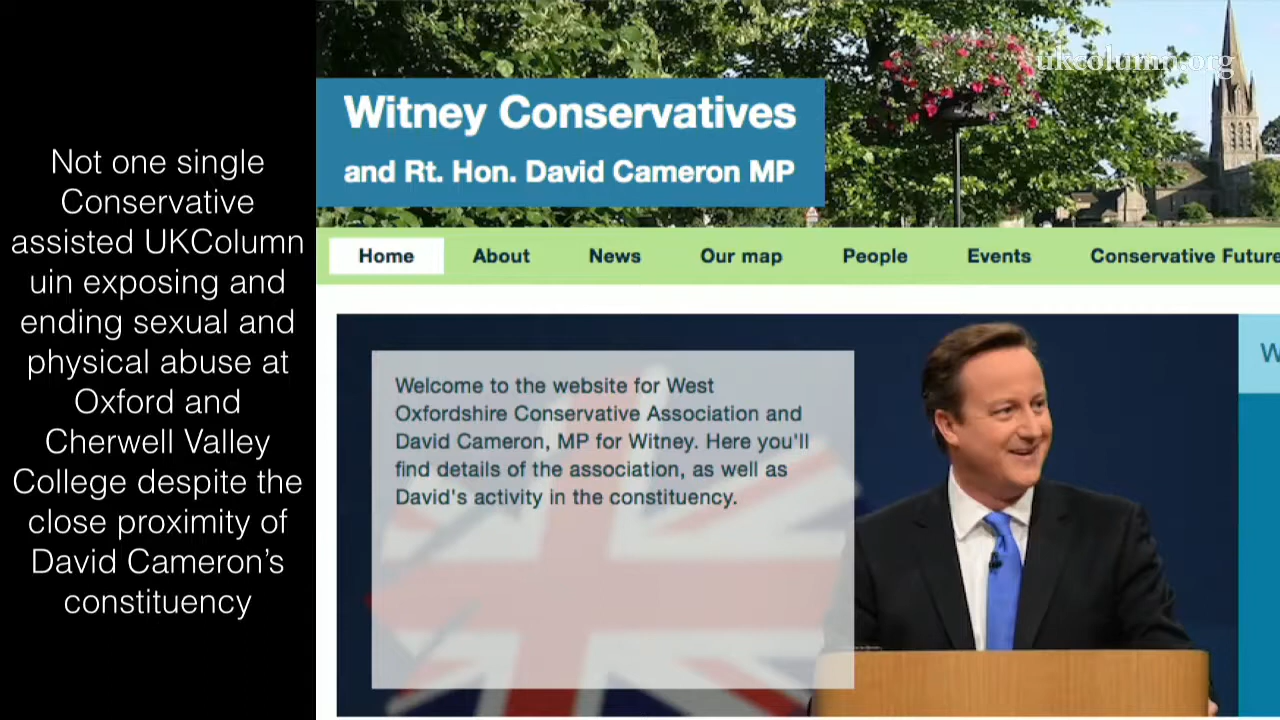 Not one single
Conservative
assisted UKColumn
uin exposing and
ending sexual and
physical abuse at
Oxford and
Cherwell Valley
College despite the
close proximity of
David Cameron’s
constituency
ukcolumn.org
Witney Conservatives
and Rt. Hon. David Cameron MP
Home About News Our map People Events Conservative Future
Welcome to the website for West
Oxfordshire Conservative Association and
David Cameron, MP for Witney. Here you'll
find details of the association, as well as
David's activity in the constituency.